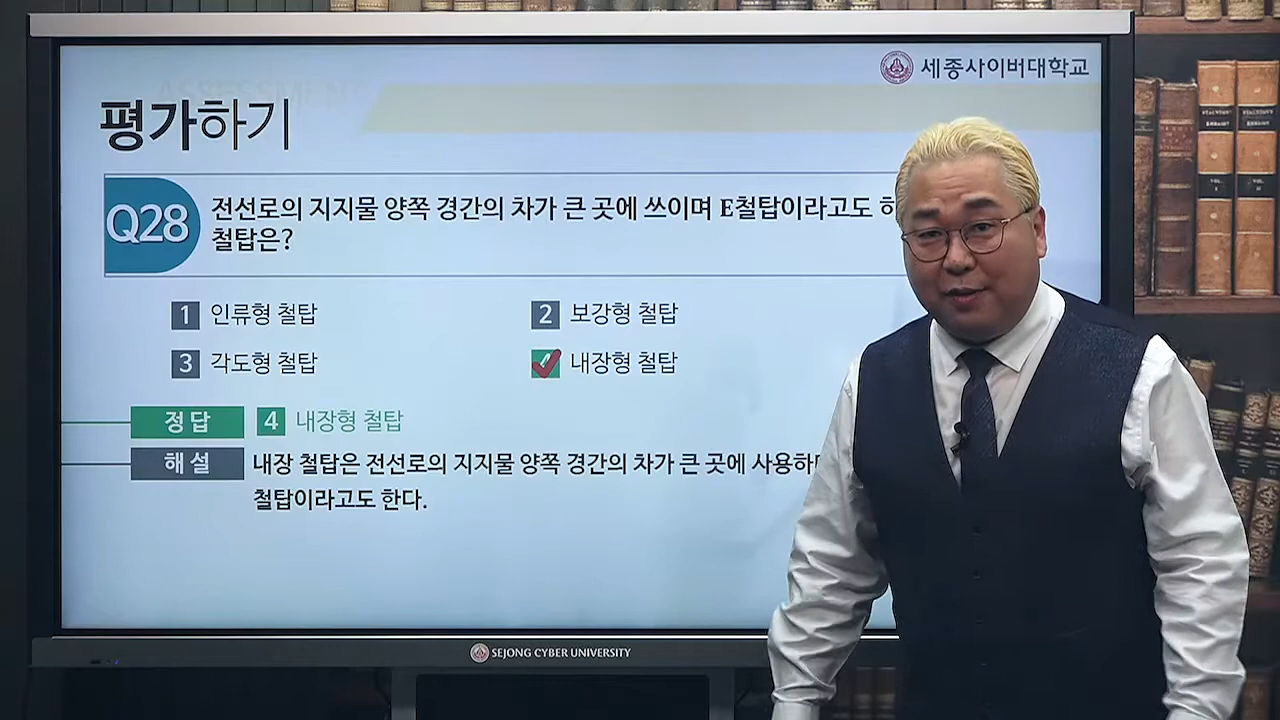 세종사이버대학교
평가하기
Q28
전선로의 지지물 양쪽 경간의 차가 큰 곳에 쓰이며 E철탑이라고도
철탑은?
1 인류형 철탑
2 보강형 철탑
3 각도형 철탑
내장형 철탑
정답 4 내장형 철탑
해설 내장 철탑은 전선로의 지지물 양쪽 경간의 차가 큰 곳에
철탑이라고도 한다.
SEJONG CYBER UNIVERSITY